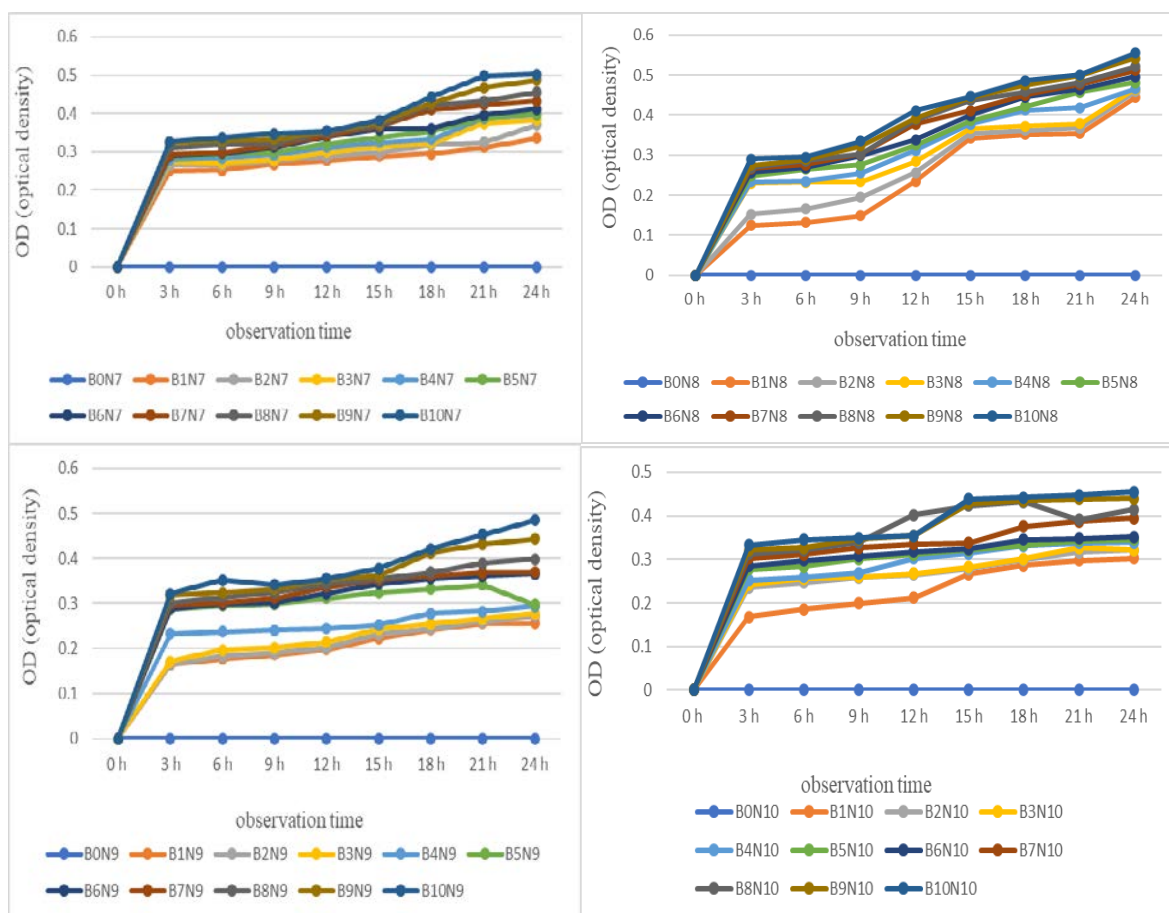 OD (optical density)
0.6
0.5
0.4
0.3
0.2
0.1
0
0 h 3 h 6 h 9 h 12 h 15 h 18 h 21 h 24 h
observation time
B0N7 B1N7 B2N7 B3N7 B4N7 B5N7
B6N7 B7N7 B8N7 B9N7 B10N7
OD (optical density)
0.6
0.5
0.4
0.3
0.2
0.1
0
0 h 3 h 6 h 9 h 12 h 15 h 18 h 21 h 24 h
observation time
B0N8 B1N8 B2N8 B3N8 B4N8 B5N8
B6N8 B7N8 B8N8 B9N8 B10N8
OD (optical density)
0.6
0.5
0.4
0.3
0.2
0.1
0
0 h 3 h 6 h 9 h 12 h 15 h 18 h 21 h 24 h
observation time
B0N9 B1N9 B2N9 B3N9 B4N9 B5N9
B6N9 B7N9 B8N9 B9N9 B10N9
OD (optical density)
0.5
0.4
0.3
0.2
0.1
0
0 h 3 h 6 h 9 h 12 h 15 h 18 h 21 h 24 h
observation time
B0N10 B1N10 B2N10 B3N10
B4N10 B5N10 B6N10 B7N10
B8N10 B9N10 B10N10